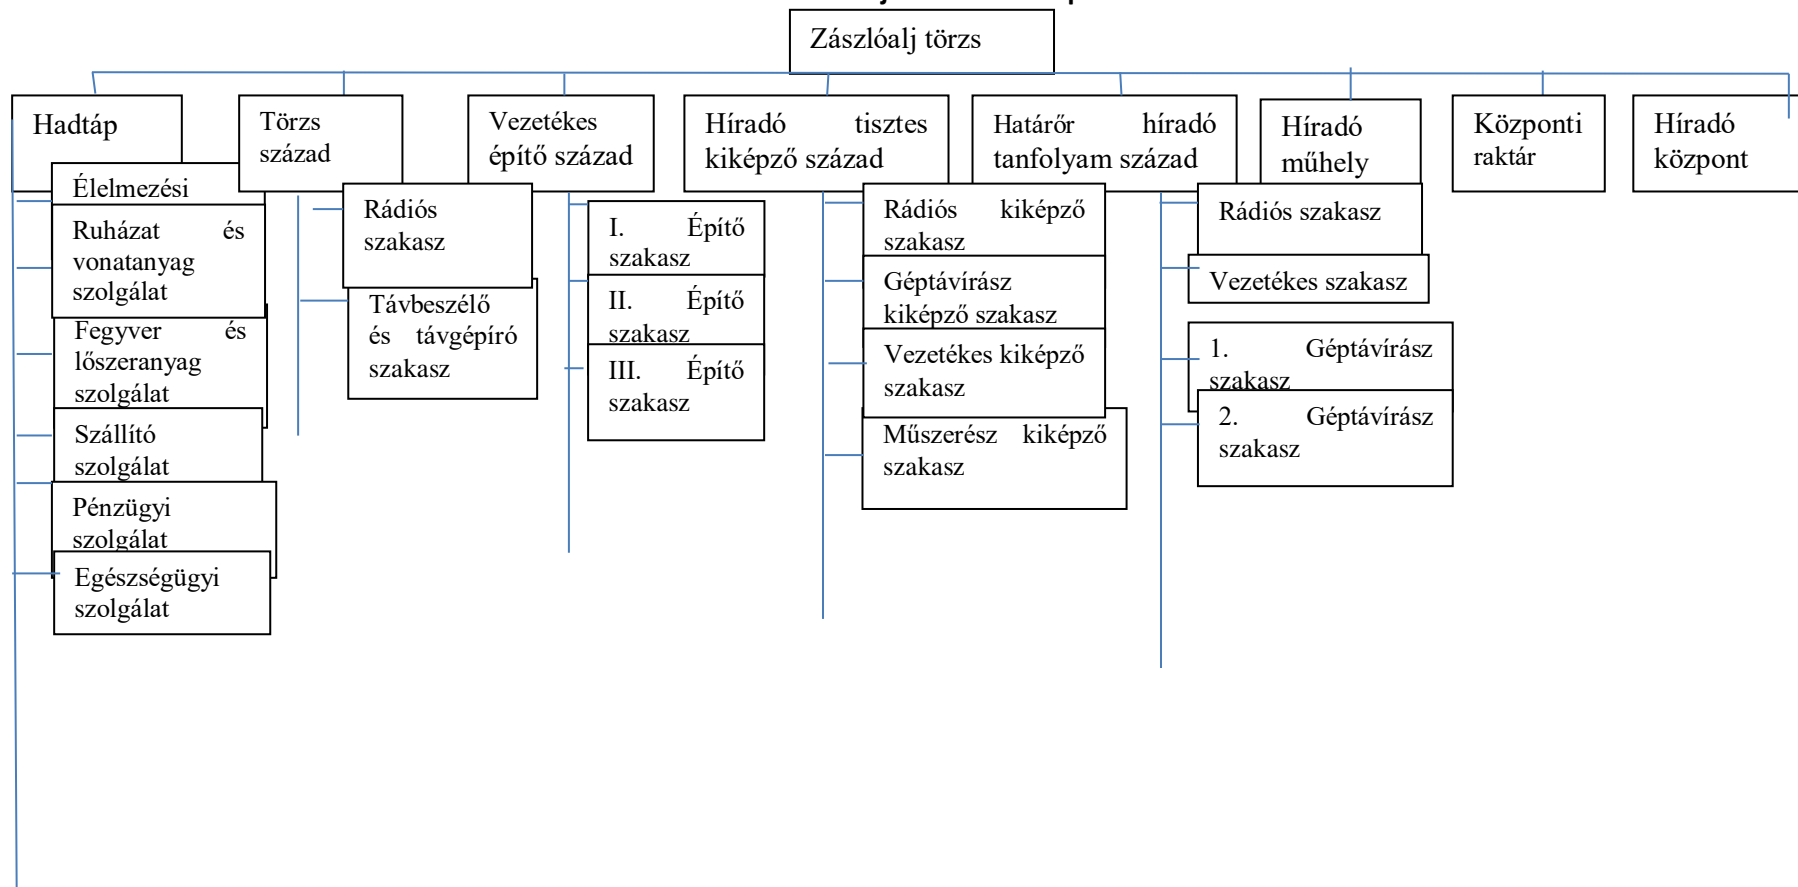 Zászlóalj törzs
Hadtáp
Élelmezési
Ruházat és
vonatanyag
szolgálat
Fegyver és
lőszeranyag
szolgálat
Szállító
szolgálat
Pénzügyi
szolgálat
Egészségügyi
szolgálat
Törzs
század
Rádiós
szakasz
Távbeszélő
és távgépíró
szakasz
Vezetékes
építő század
I. Építő
szakasz
II. Építő
szakasz
III. Építő
szakasz
Híradó tisztes
kiképző század
Rádiós kiképző
szakasz
Géptávírász
kiképző szakasz
Vezetékes kiképző
szakasz
Műszerész kiképző
szakasz
Határőr híradó
tanfolyam század
Rádiós szakasz
Vezetékes szakasz
1. Géptávírász
szakasz
2. Géptávírász
szakasz
Híradó
műhely
Központi
raktár
Híradó
központ